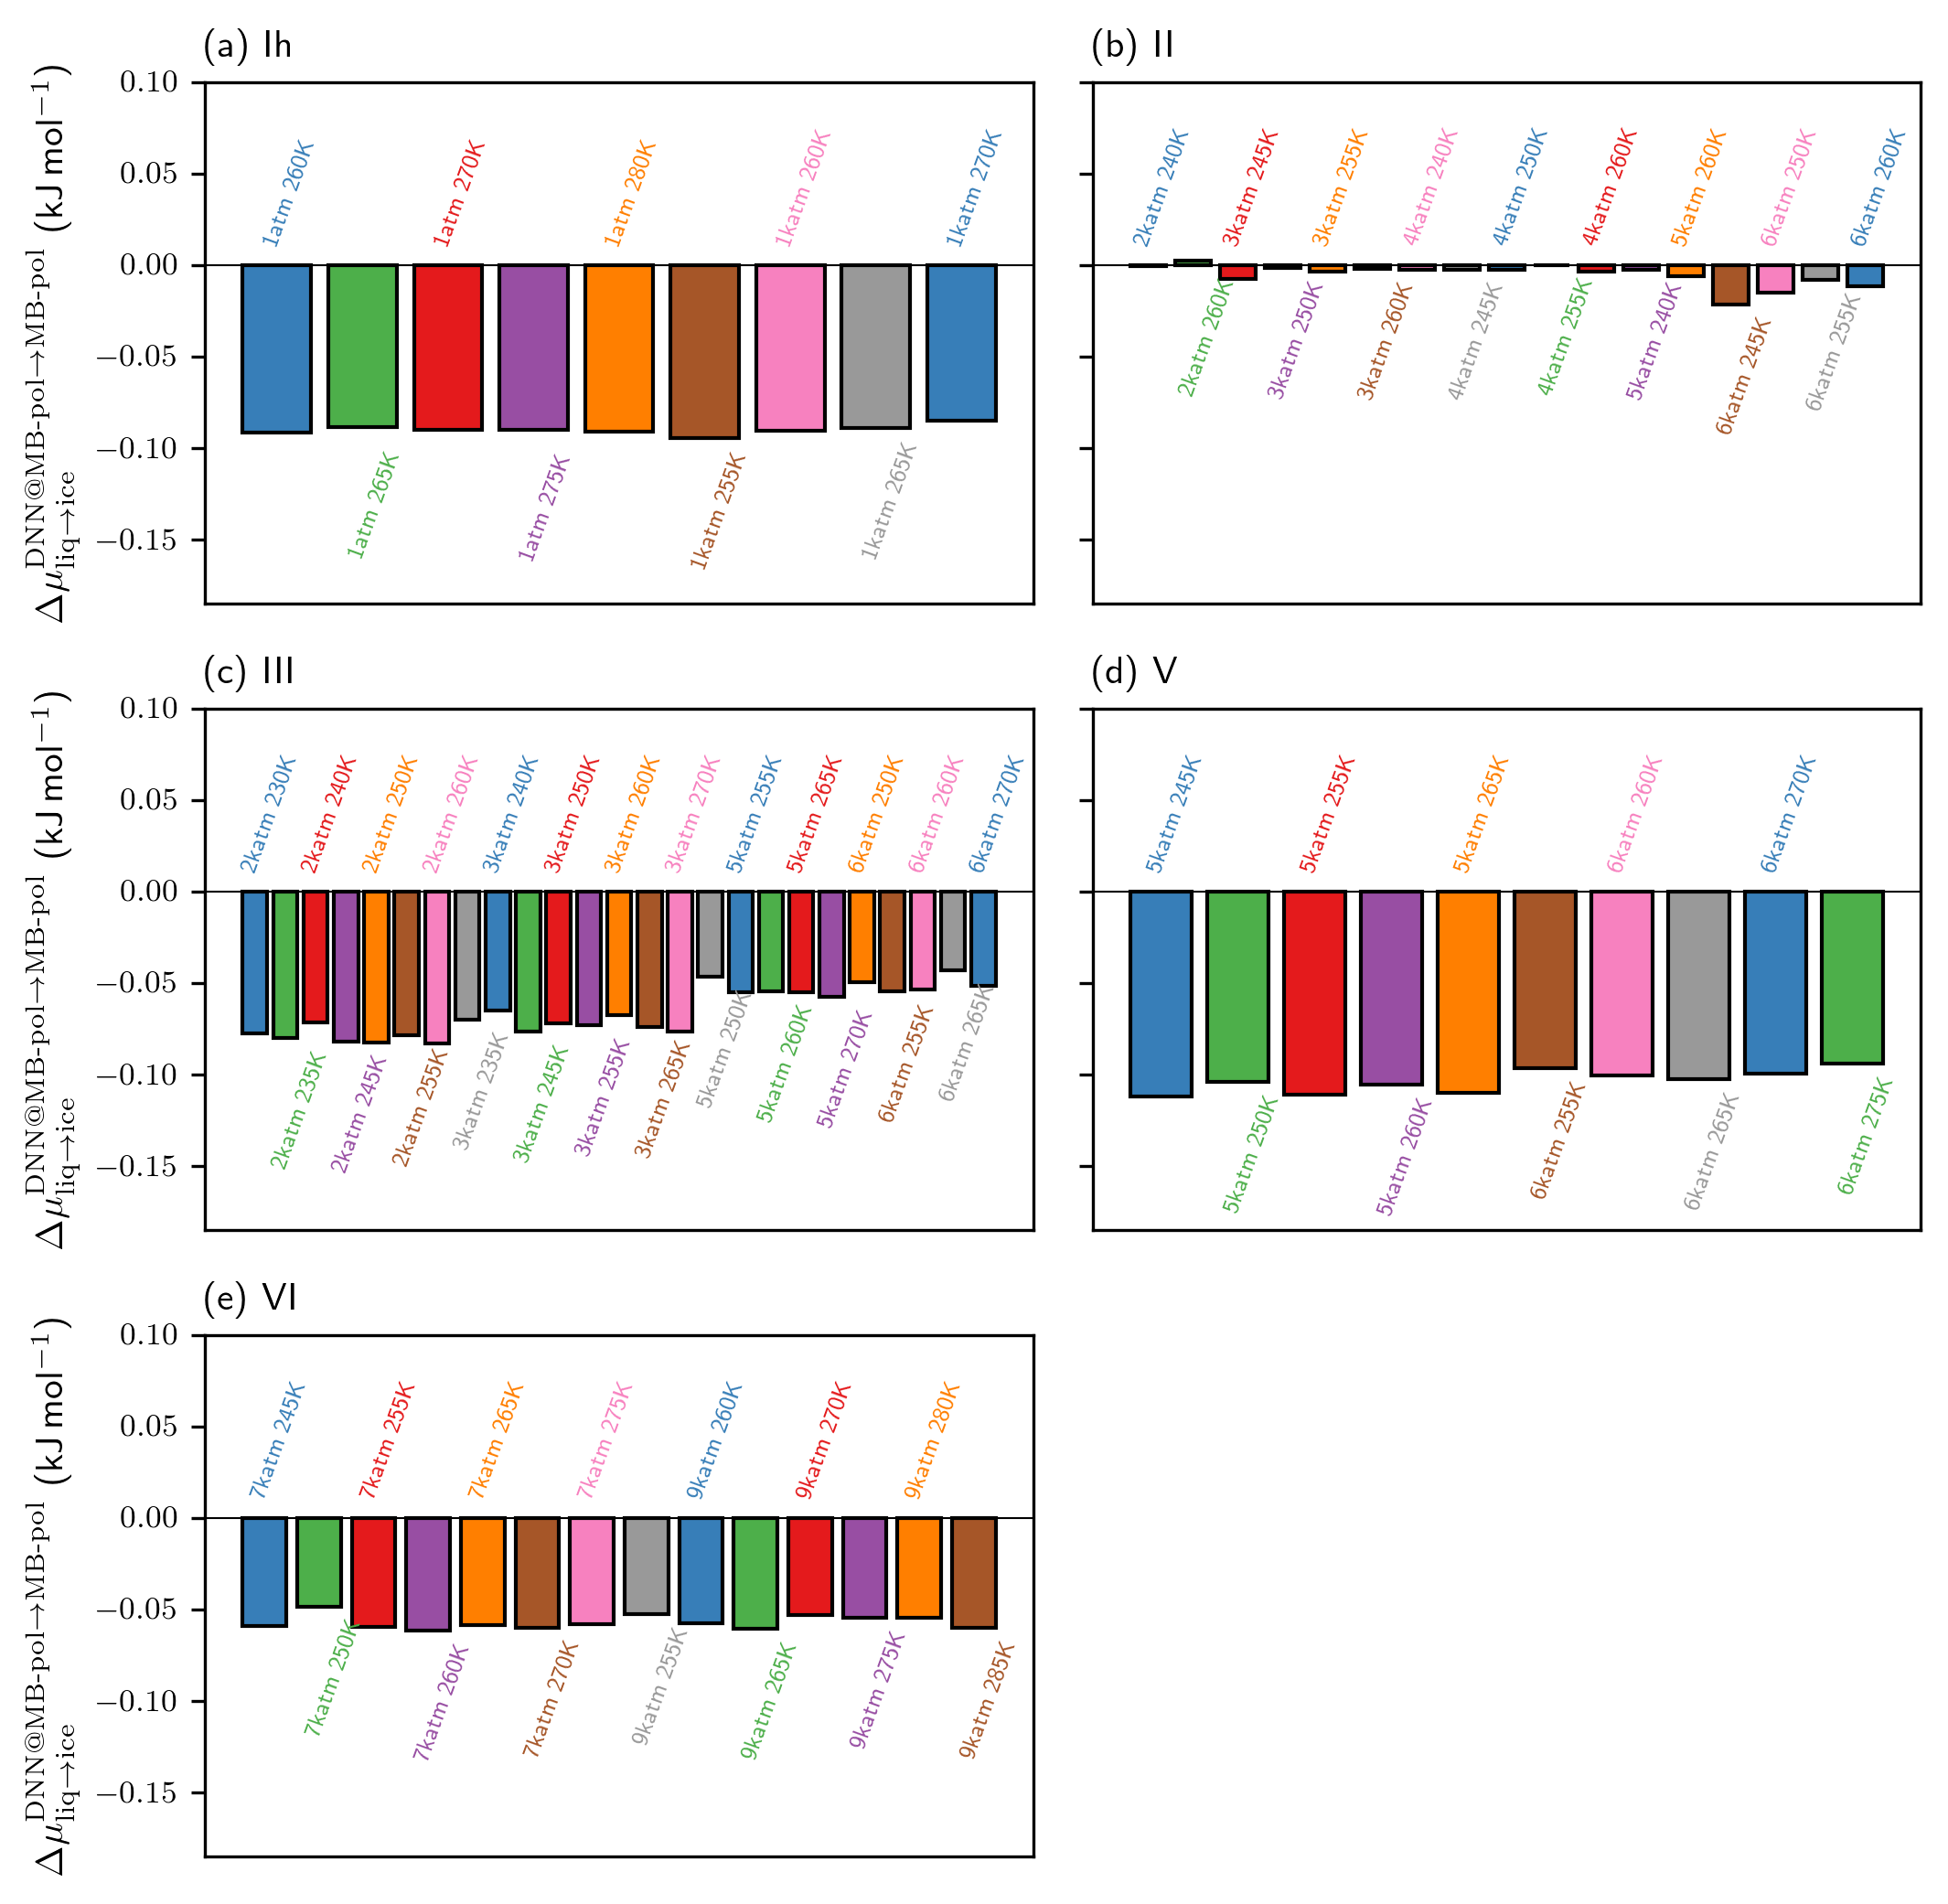 (a) Ih
Δμ_{liq→ice}^{DNN@MB-pol→MB-pol} (kJ mol⁻¹)
0.10
0.05
0.00
−0.05
−0.10
−0.15
1atm 260K
1atm 270K
1atm 280K
1katm 260K
1katm 270K
1atm 265K
1atm 275K
1katm 255K
1katm 265K
(b) II
2katm 240K
3katm 245K
3katm 255K
4katm 240K
4katm 250K
4katm 260K
5katm 260K
6katm 250K
6katm 260K
2katm 260K
3katm 250K
3katm 260K
4katm 245K
4katm 255K
5katm 240K
6katm 245K
6katm 255K
(c) III
Δμ_{liq→ice}^{DNN@MB-pol→MB-pol} (kJ mol⁻¹)
0.10
0.05
0.00
−0.05
−0.10
−0.15
2katm 230K
2katm 240K
2katm 250K
2katm 260K
3katm 240K
3katm 250K
3katm 260K
3katm 270K
5katm 255K
5katm 265K
6katm 250K
6katm 260K
6katm 270K
2katm 235K
2katm 245K
2katm 255K
3katm 235K
3katm 245K
3katm 255K
3katm 265K
5katm 250K
5katm 260K
5katm 270K
6katm 255K
6katm 265K
(d) V
5katm 245K
5katm 255K
5katm 265K
6katm 260K
6katm 270K
5katm 250K
5katm 260K
6katm 255K
6katm 265K
6katm 275K
(e) VI
Δμ_{liq→ice}^{DNN@MB-pol→MB-pol} (kJ mol⁻¹)
0.10
0.05
0.00
−0.05
−0.10
−0.15
7katm 245K
7katm 255K
7katm 265K
7katm 275K
9katm 260K
9katm 270K
9katm 280K
7katm 250K
7katm 260K
7katm 270K
9katm 255K
9katm 265K
9katm 275K
9katm 285K